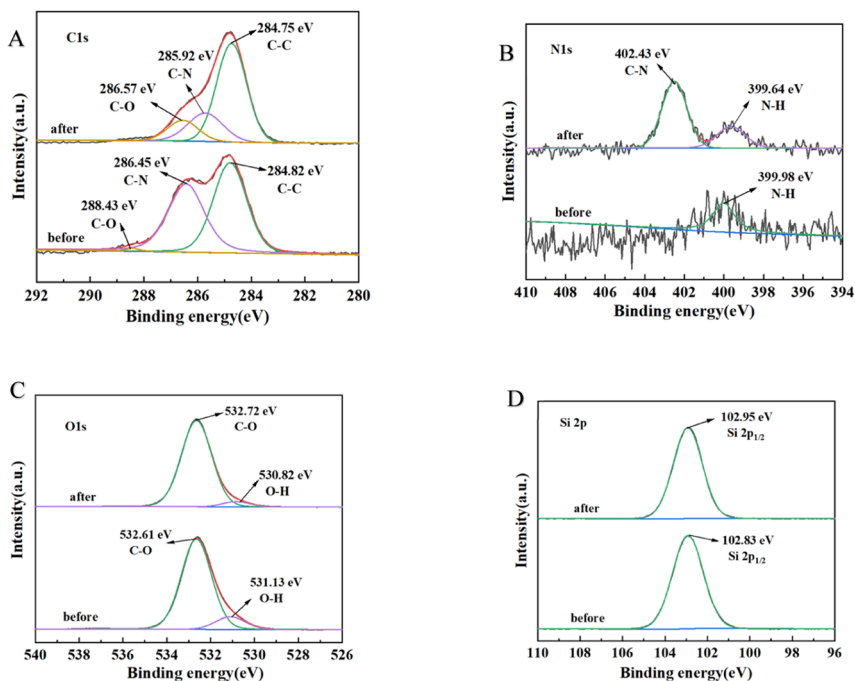 A
C1s
284.75 eV
C-C
285.92 eV
C-N
286.57 eV
C-O
after
286.45 eV
C-N
284.82 eV
C-C
288.43 eV
C-O
before
Intensity(a.u.)
292 290 288 286 284 282 280
Binding energy(eV)
B
N1s
402.43 eV
C-N
399.64 eV
N-H
after
399.98 eV
N-H
before
Intensity(a.u.)
410 408 406 404 402 400 398 396 394
Binding energy(eV)
C
O1s
532.72 eV
C-O
530.82 eV
O-H
after
532.61 eV
C-O
531.13 eV
O-H
before
Intensity(a.u.)
540 538 536 534 532 530 528 526
Binding energy(eV)
D
Si 2p
102.95 eV
Si 2p1/2
after
102.83 eV
Si 2p1/2
before
Intensity(a.u.)
110 108 106 104 102 100 98 96
Binding energy(eV)